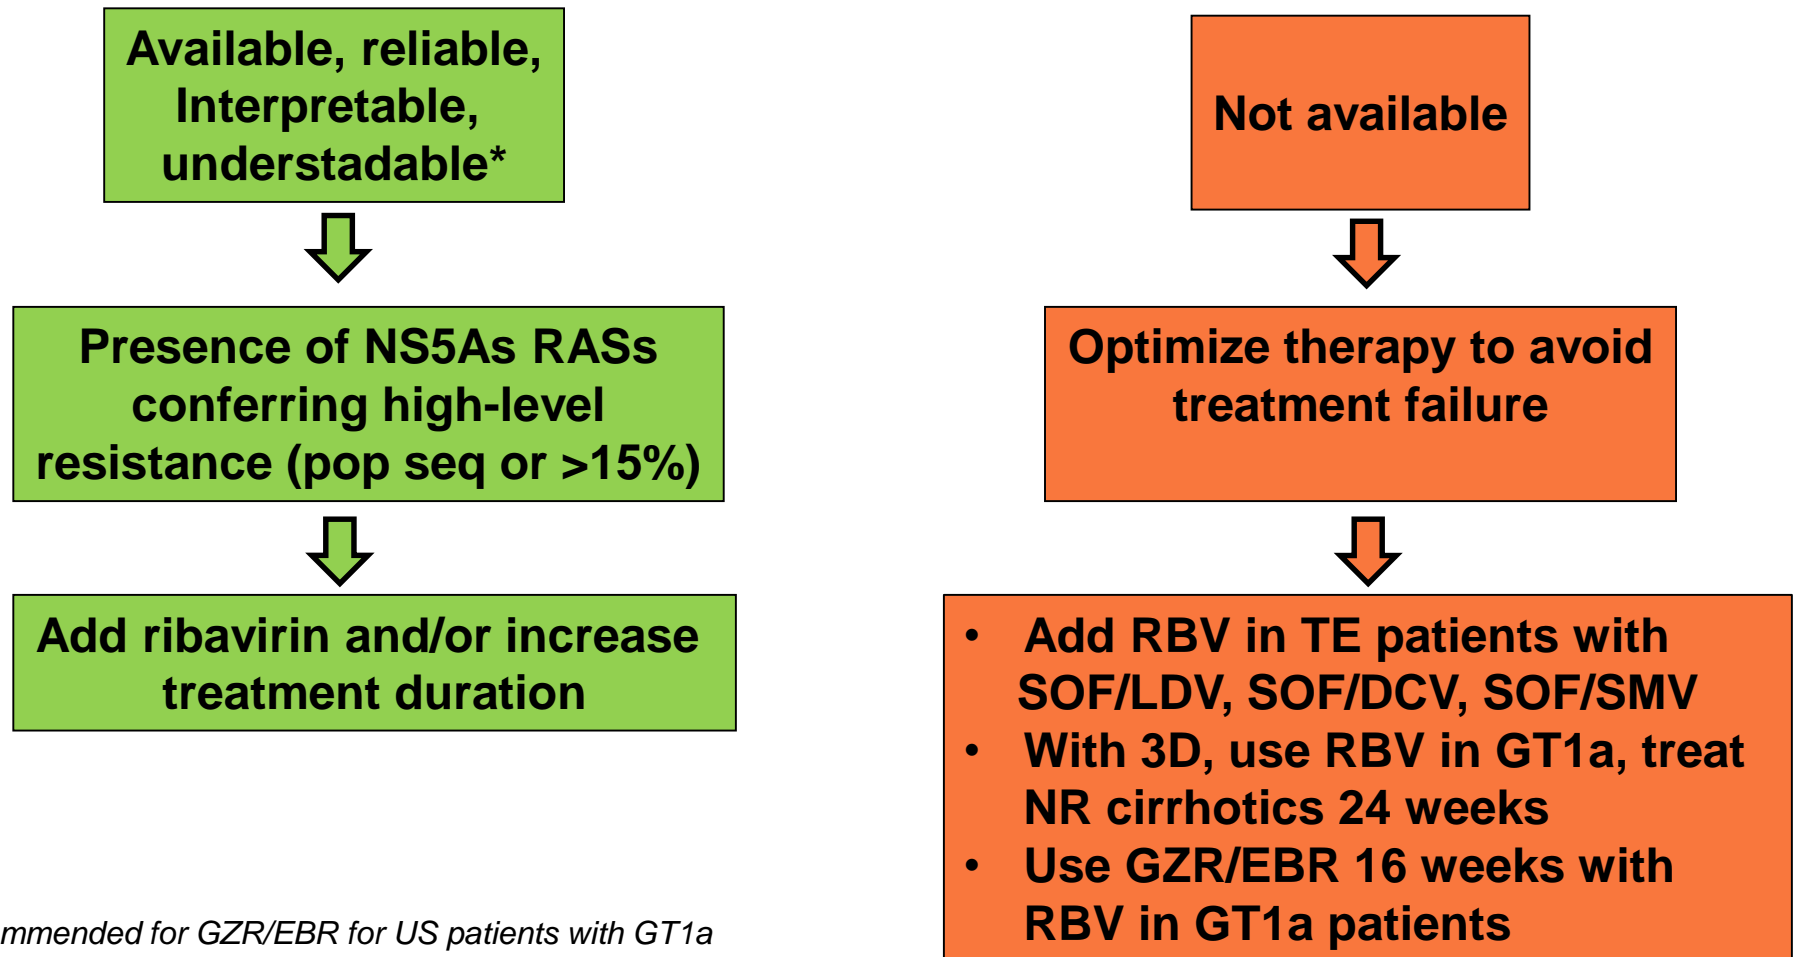 Available, reliable,
Interpretable,
understadable*
Presence of NS5As RASs
conferring high-level
resistance (pop seq or >15%)
Add ribavirin and/or increase
treatment duration
mmended for GZR/EBR for US patients with GT1a
Not available
Optimize therapy to avoid
treatment failure
• Add RBV in TE patients with
SOF/LDV, SOF/DCV, SOF/SMV
• With 3D, use RBV in GT1a, treat
NR cirrhotics 24 weeks
• Use GZR/EBR 16 weeks with
RBV in GT1a patients